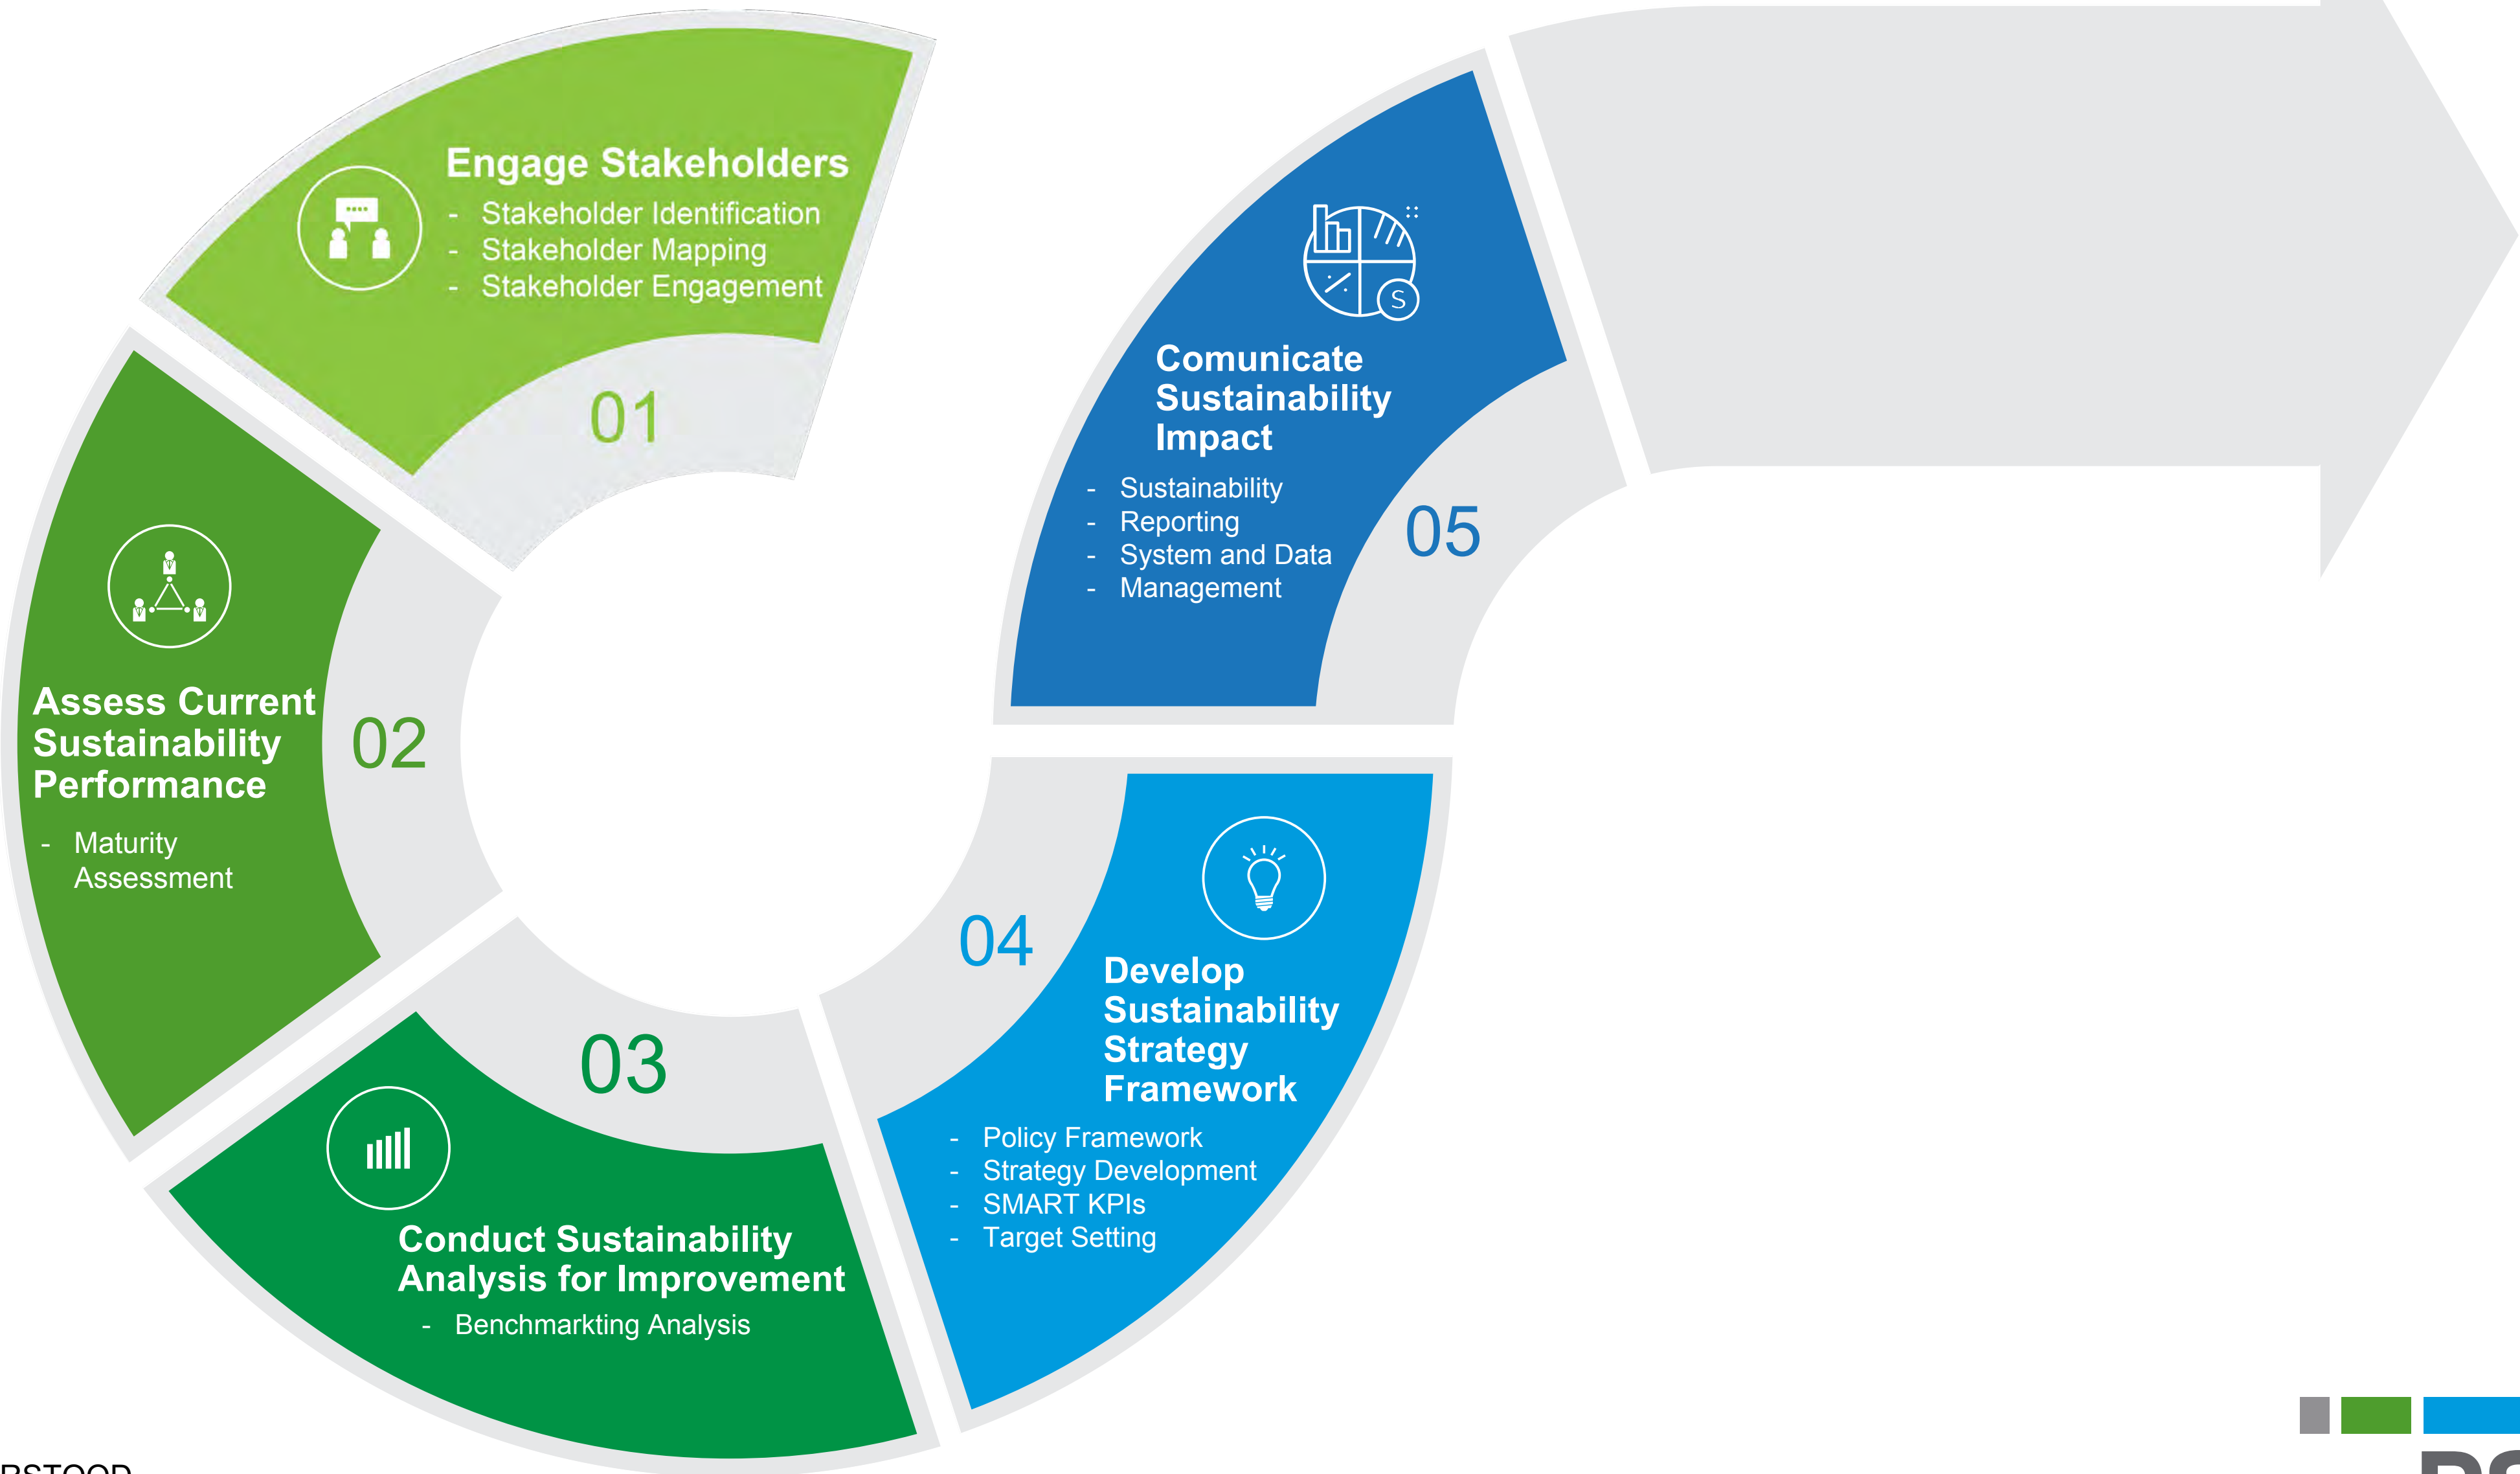 Engage Stakeholders
- Stakeholder Identification
- Stakeholder Mapping
- Stakeholder Engagement
01
Assess Current
Sustainability
Performance
- Maturity
Assessment
02
03
Conduct Sustainability
Analysis for Improvement
- Benchmarkting Analysis
04
Develop
Sustainability
Strategy
Framework
- Policy Framework
- Strategy Development
- SMART KPIs
- Target Setting
Comunicate
Sustainability
Impact
- Sustainability
- Reporting
- System and Data
- Management
05
S